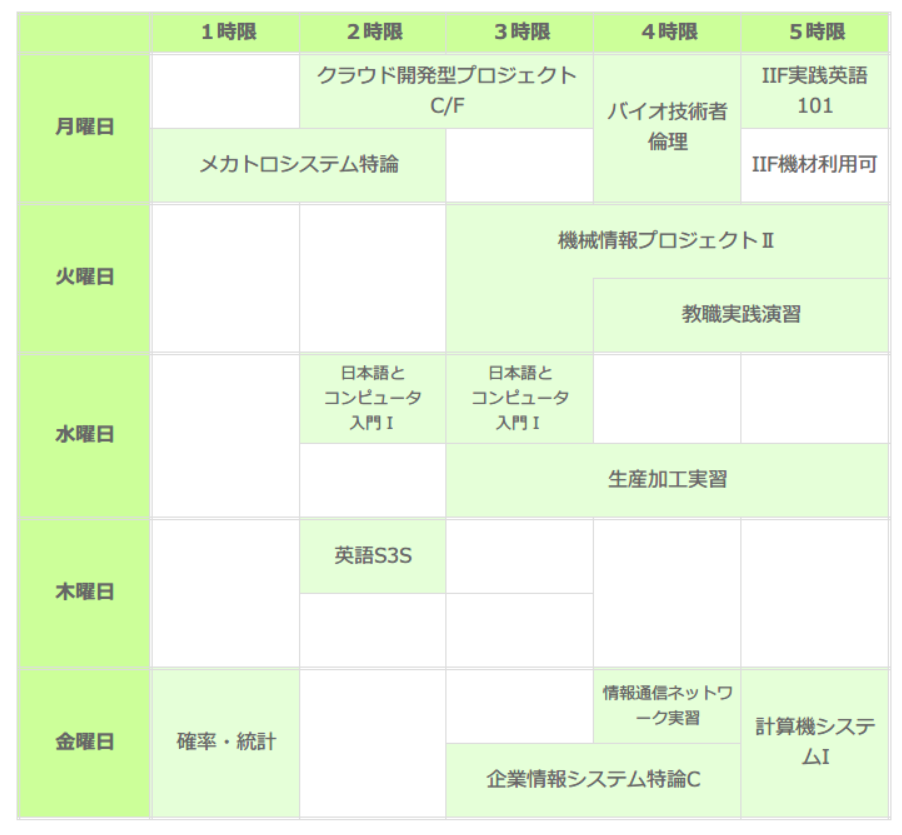 1時限 2時限 3時限 4時限 5時限
月曜日
クラウド開発型プロジェクト
C/F
バイオ技術者
倫理
IIF実践英語
101
メカトロシステム特論
IIF機材利用可
火曜日
機械情報プロジェクトⅡ
教職実践演習
水曜日
日本語と
コンピュータ
入門Ⅰ
日本語と
コンピュータ
入門Ⅰ
生産加工実習
木曜日
英語S3S
金曜日
確率・統計
情報通信ネットワ
ーク実習
計算機システ
ムI
企業情報システム特論C